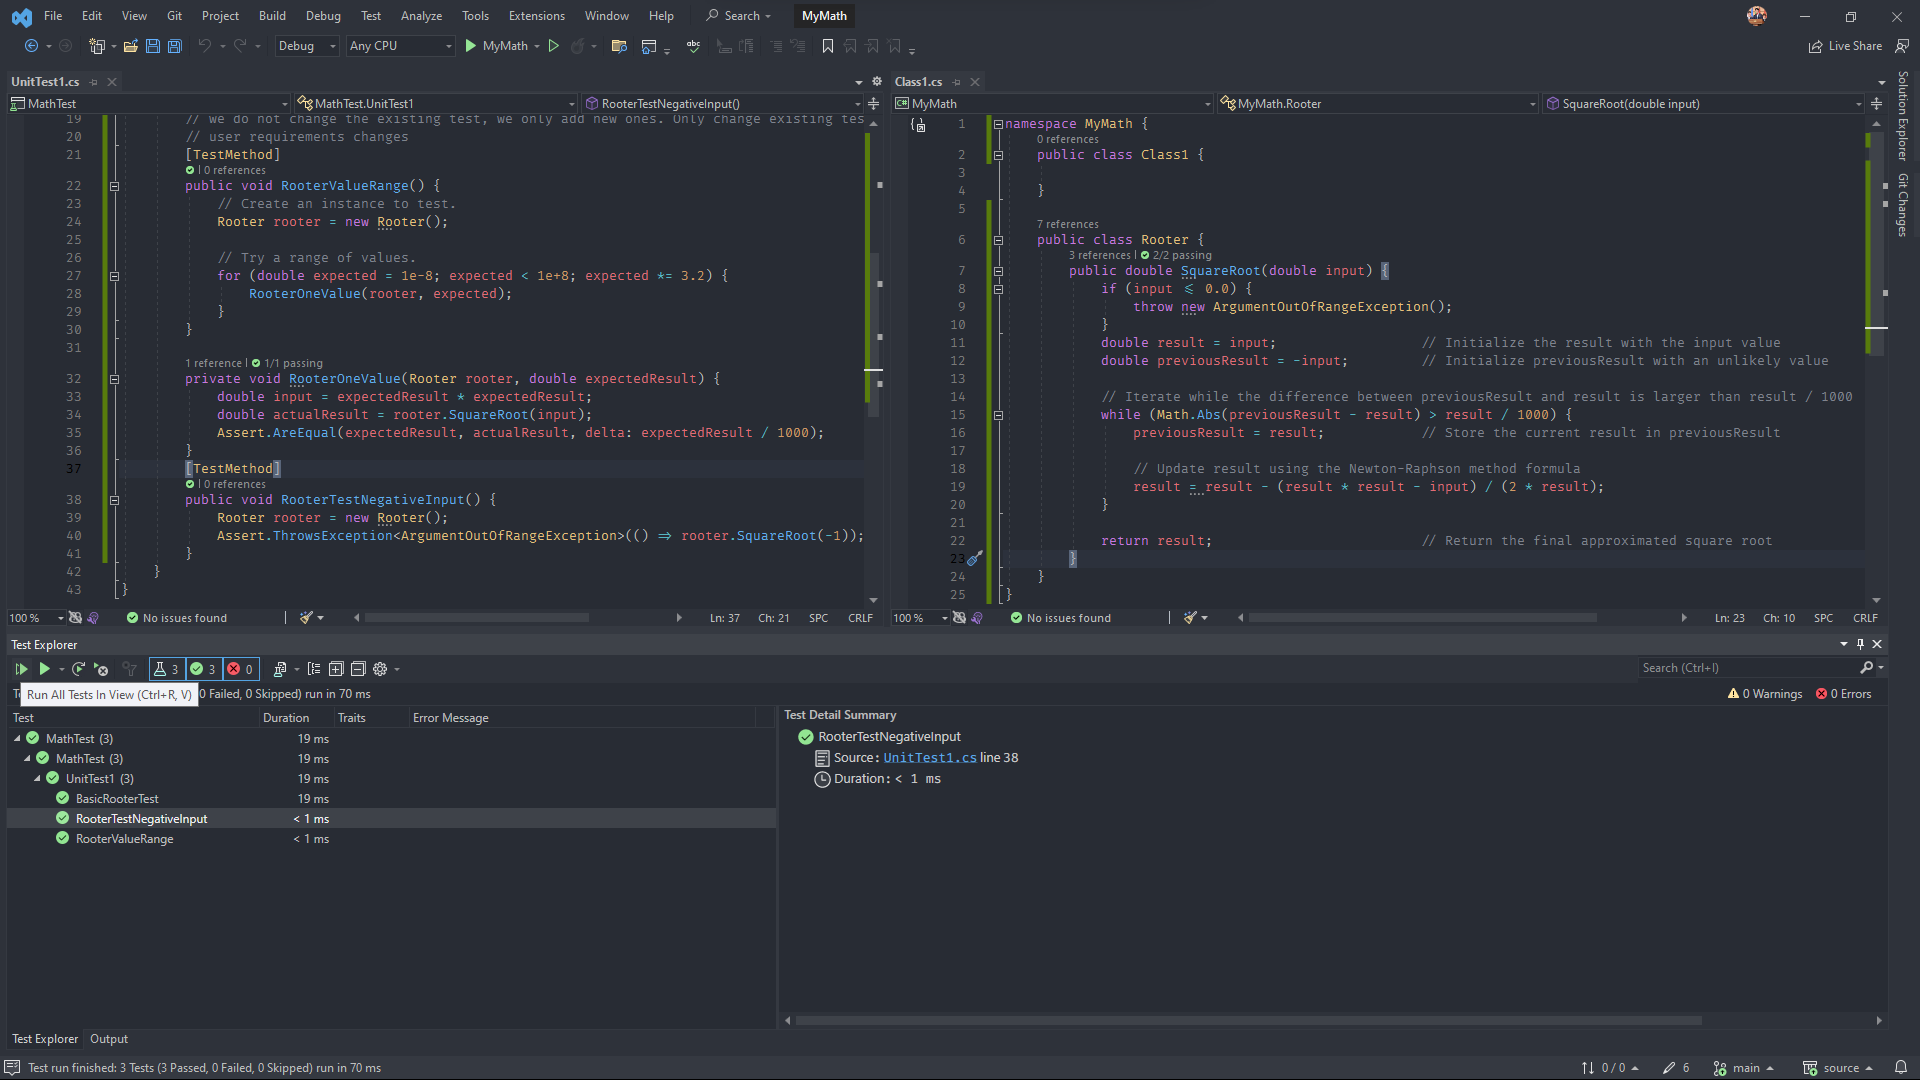 File Edit View Git Project Build Debug Test Analyze Tools Extensions Window Help Search MyMath
Debug Any CPU MyMath Live Share
UnitTest1.cs
MathTest MathTest.UnitTest1 RooterTestNegativeInput()
19 // we do not change the existing test, we only add new ones. Only change existing tes
20 // user requirements changes
21 [TestMethod]
0 references
22 public void RooterValueRange() {
23 // Create an instance to test.
24 Rooter rooter = new Rooter();
25
26 // Try a range of values.
27 for (double expected = 1e-8; expected < 1e+8; expected *= 3.2) {
28 RooterOneValue(rooter, expected);
29 }
30 }
31
1 reference | 1/1 passing
32 private void RooterOneValue(Rooter rooter, double expectedResult) {
33 double input = expectedResult * expectedResult;
34 double actualResult = rooter.SquareRoot(input);
35 Assert.AreEqual(expectedResult, actualResult, delta: expectedResult / 1000);
36 }
37 [TestMethod]
| 0 references
38 public void RooterTestNegativeInput() {
39 Rooter rooter = new Rooter();
40 Assert.ThrowsException<ArgumentOutOfRangeException>(() => rooter.SquareRoot(-1));
41 }
42 }
43 }
100 % No issues found Ln: 37 Ch: 21 SPC CRLF
Class1.cs
MyMath MyMath.Rooter SquareRoot(double input)
1 namespace MyMath {
0 references
2 public class Class1 {
3
4 }
5
7 references
6 public class Rooter {
3 references | 2/2 passing
7 public double SquareRoot(double input) {
8 if (input ≤ 0.0) {
9 throw new ArgumentOutOfRangeException();
10 }
11 double result = input; // Initialize the result with the input value
12 double previousResult = -input; // Initialize previousResult with an unlikely value
13
14 // Iterate while the difference between previousResult and result is larger than result / 1000
15 while (Math.Abs(previousResult - result) > result / 1000) {
16 previousResult = result; // Store the current result in previousResult
17
18 // Update result using the Newton-Raphson method formula
19 result = result - (result * result - input) / (2 * result);
20 }
21
22 return result; // Return the final approximated square root
23 }
24 }
25 }
100 % No issues found Ln: 23 Ch: 10 SPC CRLF
Solution Explorer
Git Changes
Test Explorer
3 3 0 Search (Ctrl+I)
Run All Tests In View (Ctrl+R, V) 0 Failed, 0 Skipped) run in 70 ms 0 Warnings 0 Errors
Test Duration Traits Error Message
MathTest (3) 19 ms
MathTest (3) 19 ms
UnitTest1 (3) 19 ms
BasicRooterTest 19 ms
RooterTestNegativeInput < 1 ms
RooterValueRange < 1 ms
Test Detail Summary
RooterTestNegativeInput
Source: UnitTest1.cs line 38
Duration: < 1 ms
Test Explorer Output
Test run finished: 3 Tests (3 Passed, 0 Failed, 0 Skipped) run in 70 ms 0 / 0 6 main source